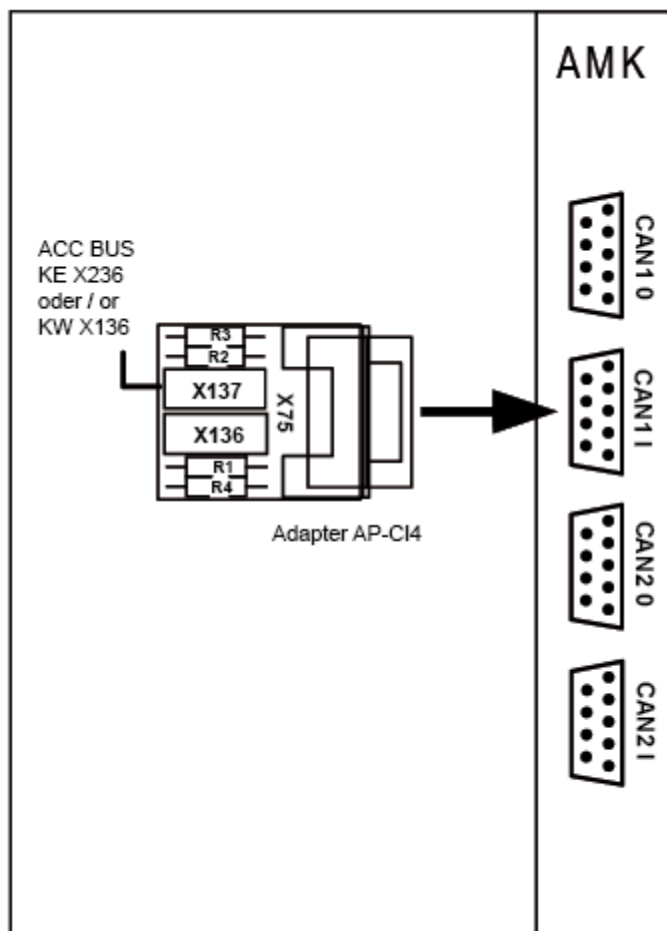 AMK
ACC BUS
KE X236
oder / or
KW X136
R3
R2
X137
X136
R1
R4
X75
Adapter AP-CI4
CAN1 0
CAN1 I
CAN2 0
CAN2 I